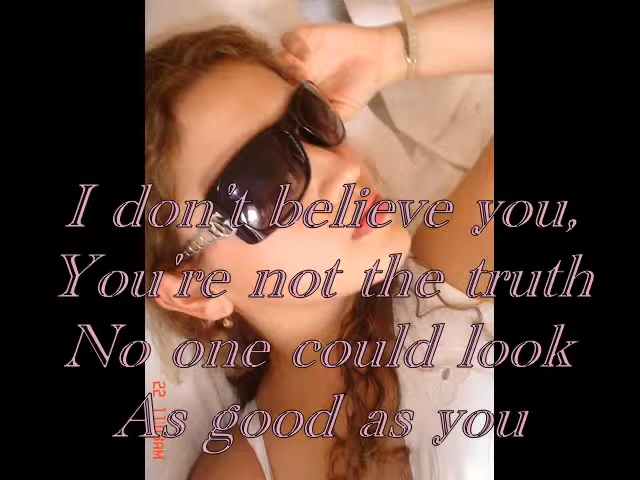 I don't believe you,
You're not the truth
No one could look
As good as you